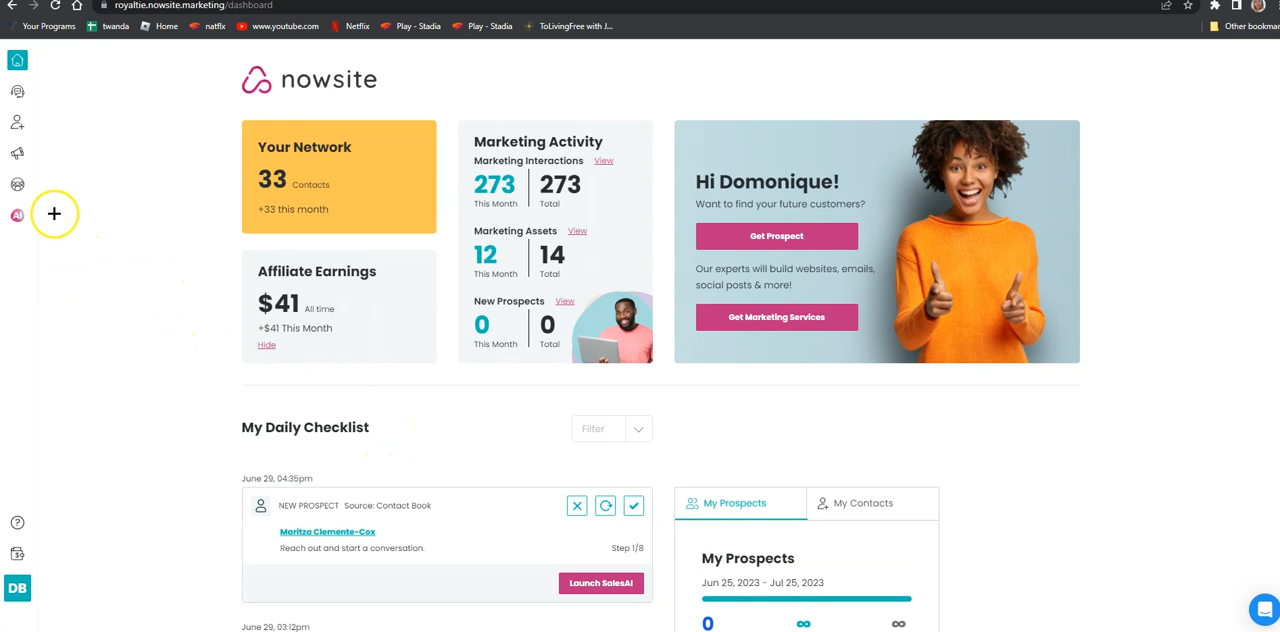 royaltie.nowsite.marketing/dashboard
Your Programs twanda Home natflx www.youtube.com Netflix Play - Stadia Play - Stadia ToLivingFree with J... Other bookmar
nowsite
Your Network
33 Contacts
+33 this month
Affiliate Earnings
$41 All time
+$41 This Month
Hide
Marketing Activity
Marketing Interactions View
273 273
This Month Total
Marketing Assets View
12 14
This Month Total
New Prospects View
0 0
This Month Total
Hi Domonique!
Want to find your future customers?
Get Prospect
Our experts will build websites, emails,
social posts & more!
Get Marketing Services
AI
My Daily Checklist
Filter
June 29, 04:35pm
NEW PROSPECT Source: Contact Book
Maritza Clemente-Cox
Reach out and start a conversation.
Step 1/8
Launch SalesAI
June 29, 03:12pm
My Prospects My Contacts
My Prospects
Jun 25, 2023 - Jul 25, 2023
0 ∞ ∞
DB